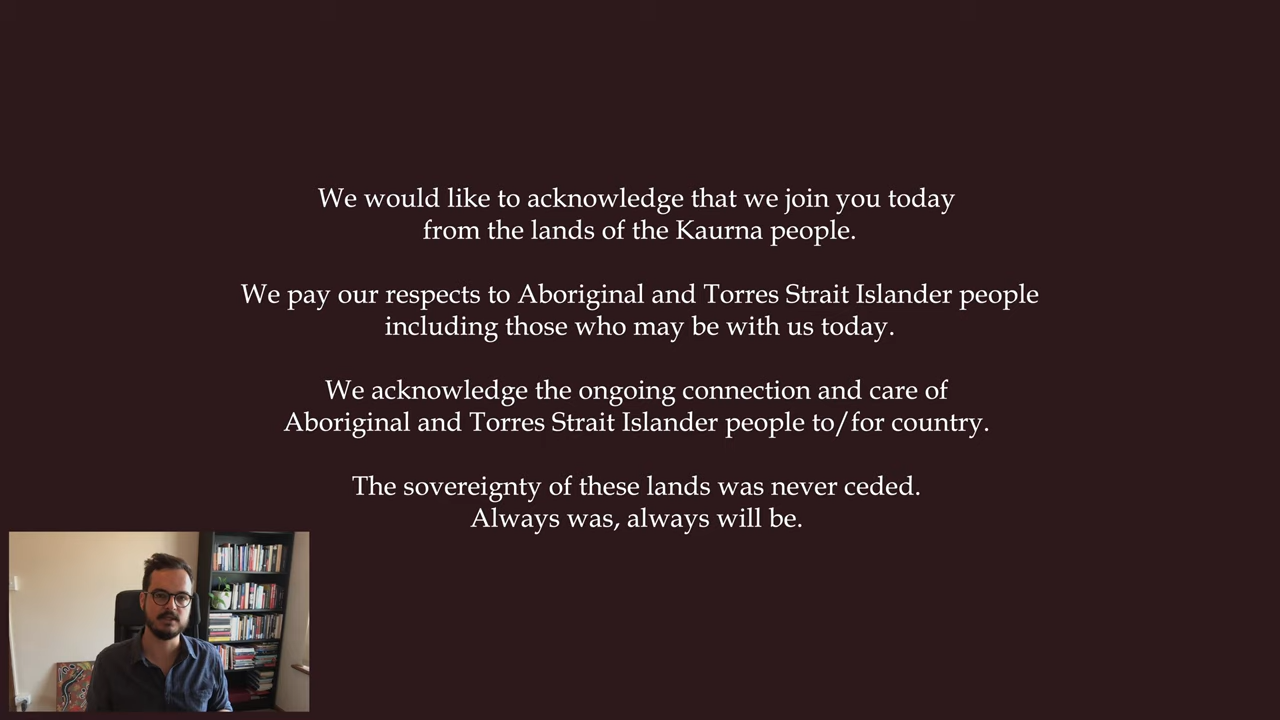 We would like to acknowledge that we join you today
from the lands of the Kaurna people.
We pay our respects to Aboriginal and Torres Strait Islander people
including those who may be with us today.
We acknowledge the ongoing connection and care of
Aboriginal and Torres Strait Islander people to/for country.
The sovereignty of these lands was never ceded.
Always was, always will be.